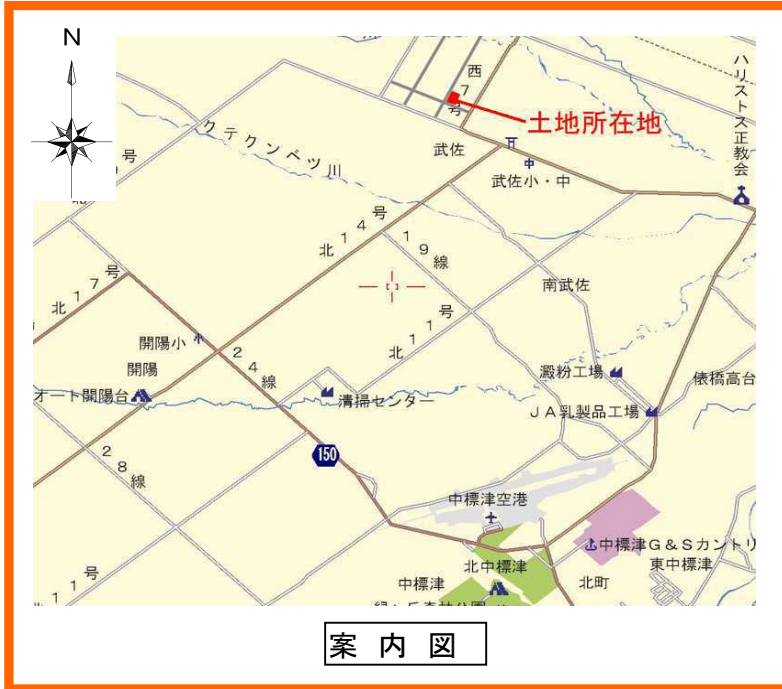 N
西7号
土地所在地
ハリストス正教会
武佐
武佐小・中
クテクンベツ川
北14号
19線
北17号
南武佐
北11号
開陽小
開陽
24線
澱粉工場
俵橋高台
オート開陽台
清掃センター
JA乳製品工場
28線
150
中標津空港
中標津G&Sカントリ
北中標津
東中標津
中標津
北町
北11号
案内図